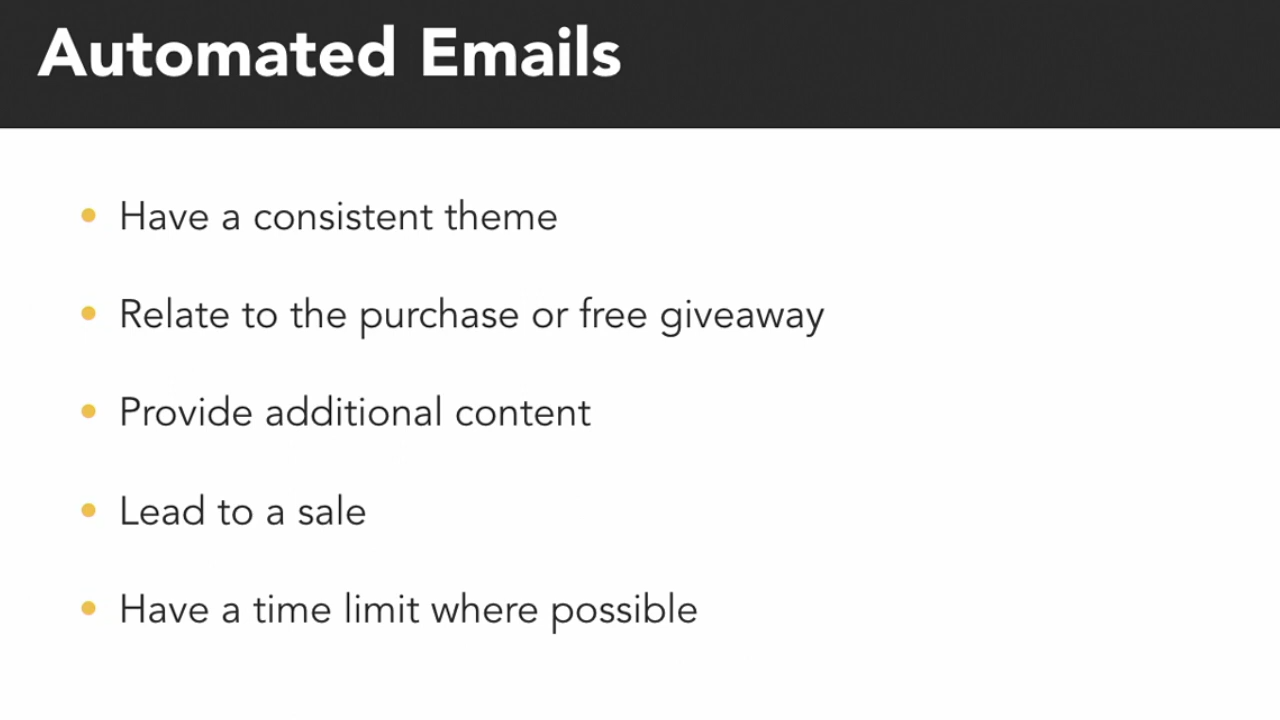 Automated Emails
Have a consistent theme
Relate to the purchase or free giveaway
Provide additional content
Lead to a sale
Have a time limit where possible